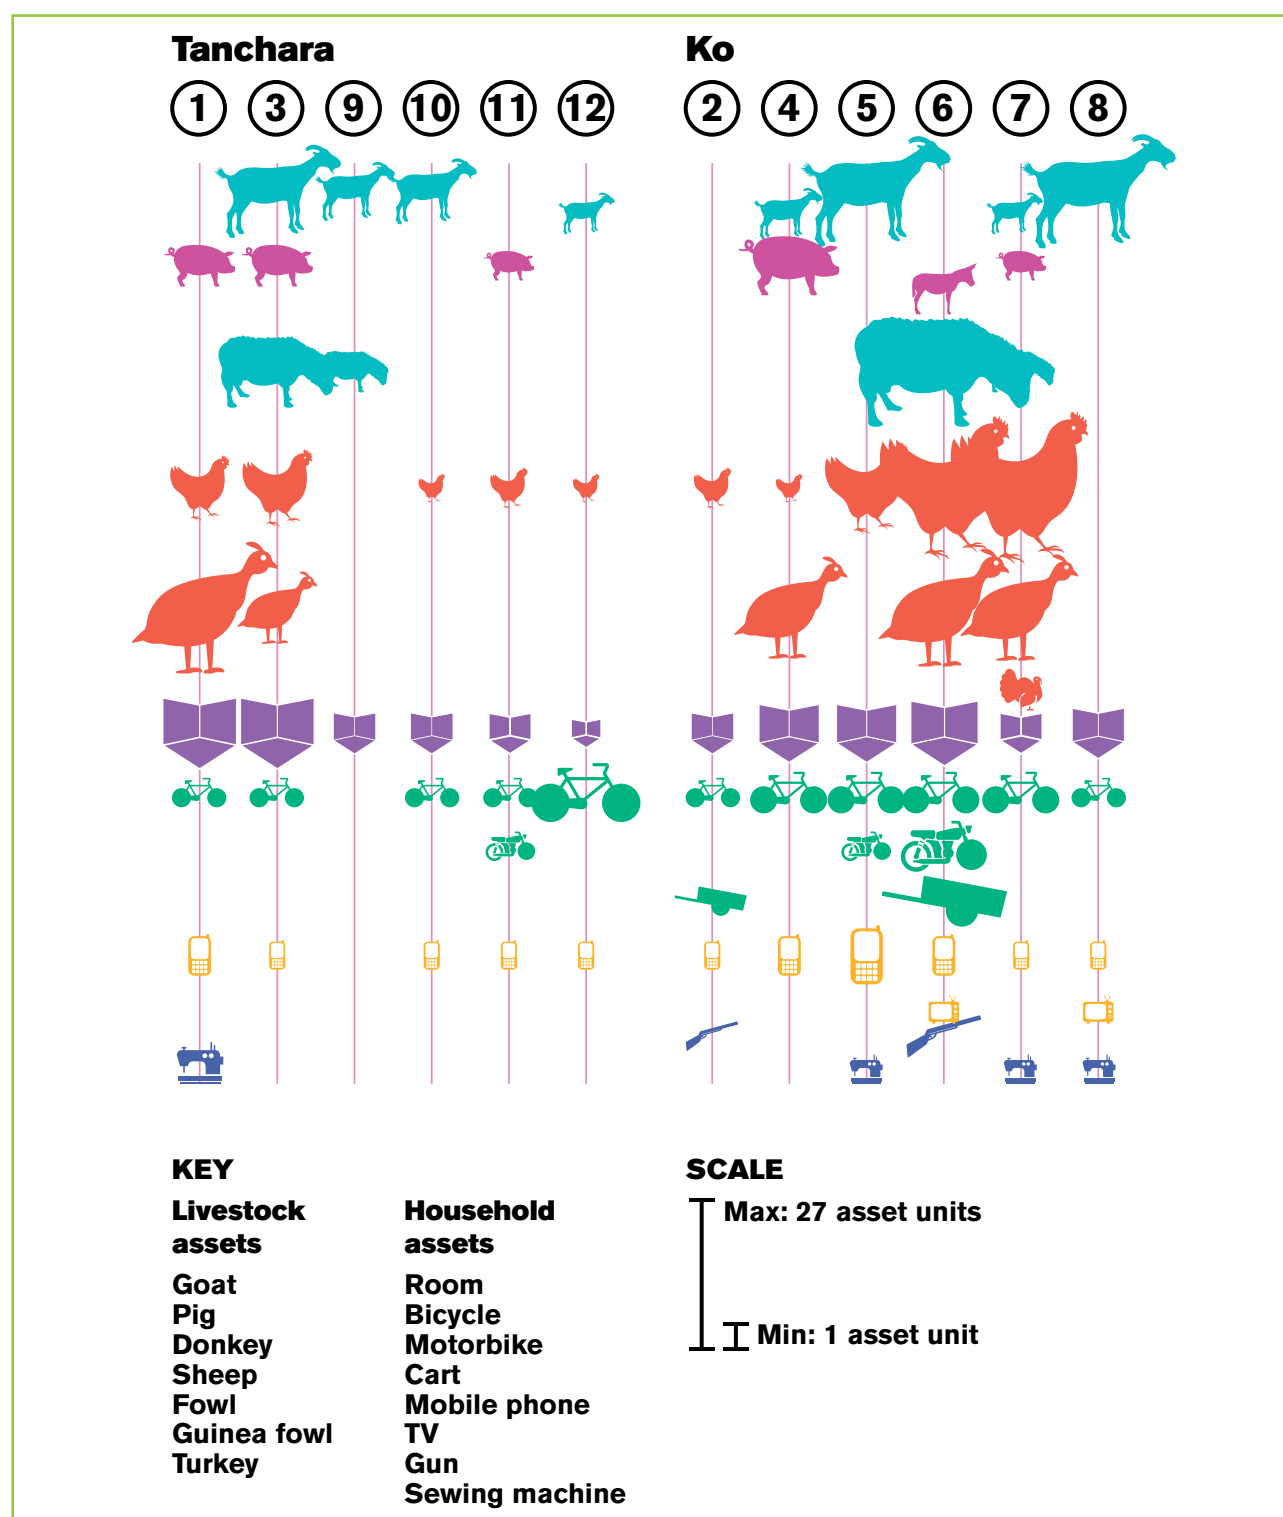 Tanchara
Ko
1 3 9 10 11 12
2 4 5 6 7 8
KEY
Livestock
assets
Goat
Pig
Donkey
Sheep
Fowl
Guinea fowl
Turkey
Household
assets
Room
Bicycle
Motorbike
Cart
Mobile phone
TV
Gun
Sewing machine
SCALE
Max: 27 asset units
Min: 1 asset unit